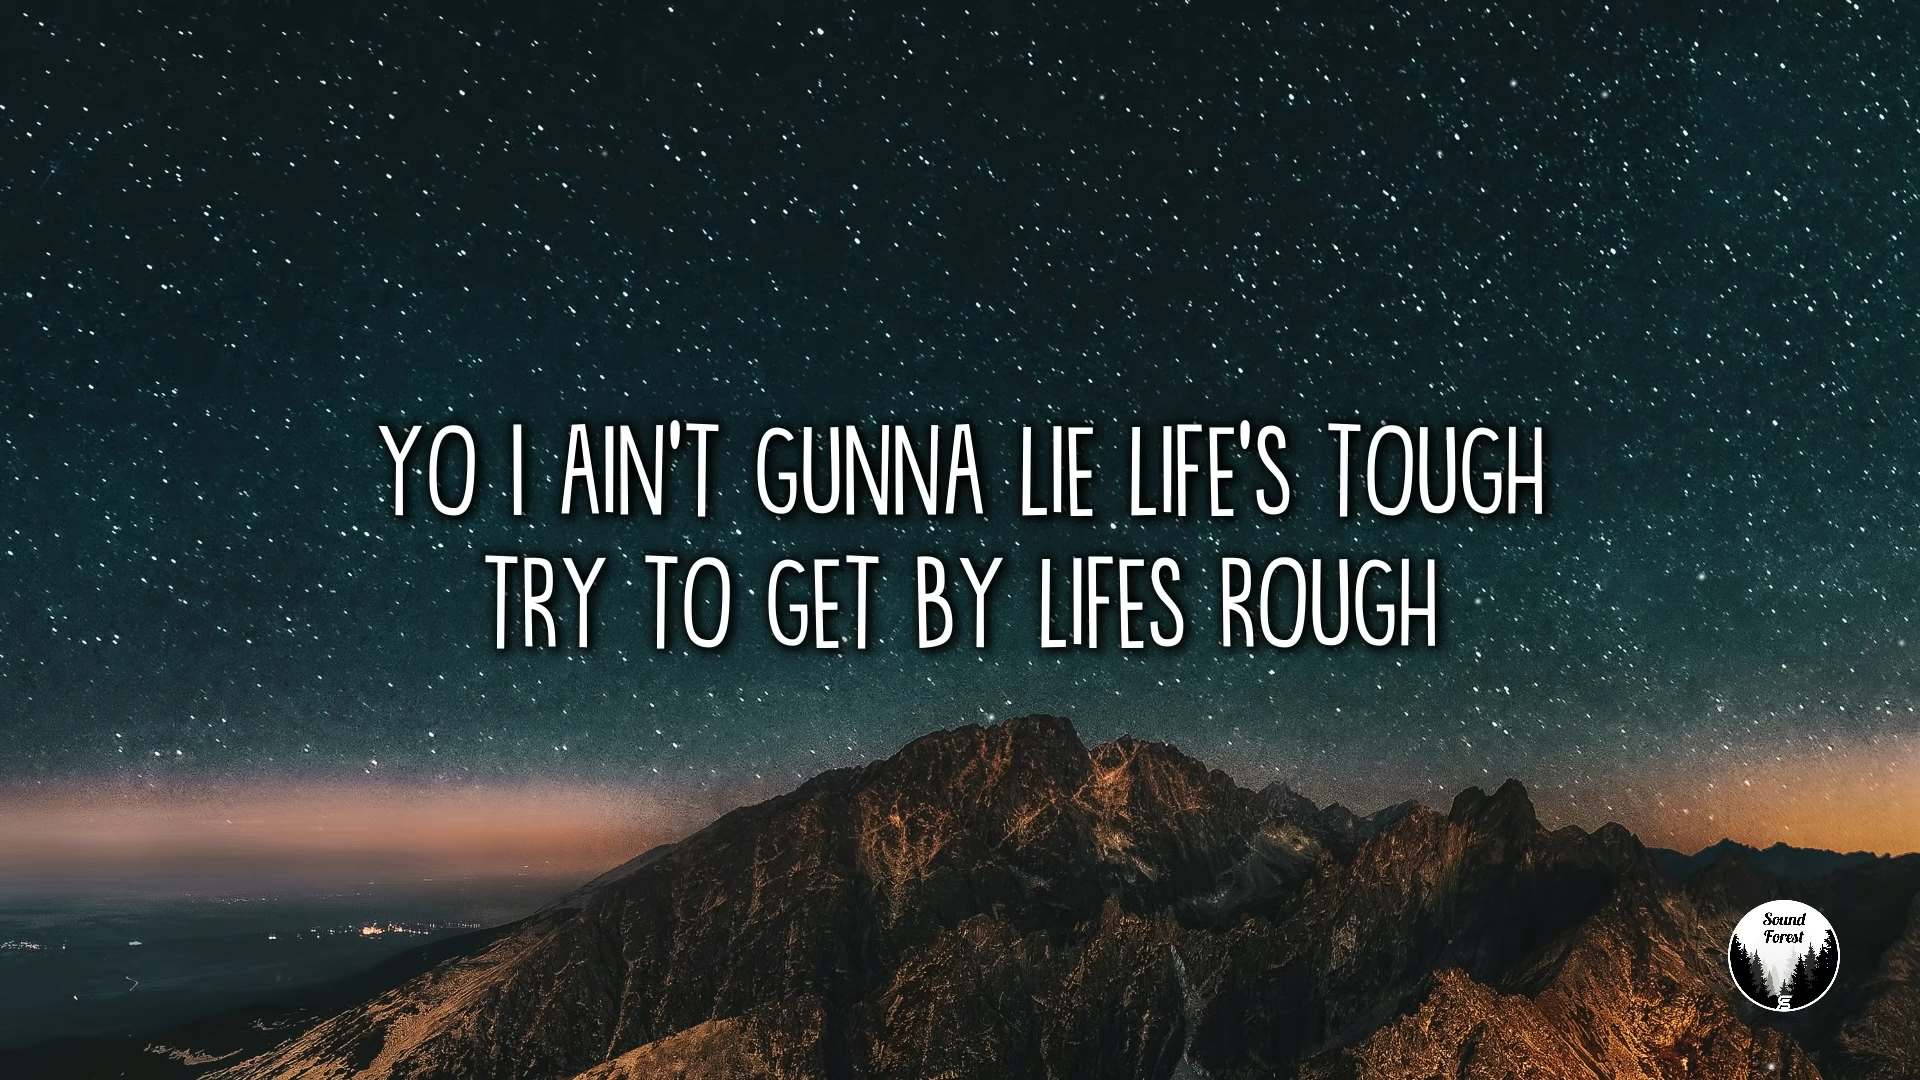 YO I AIN'T GUNNA LIE LIFE'S TOUGH
TRY TO GET BY LIFES ROUGH
Sound
Forest